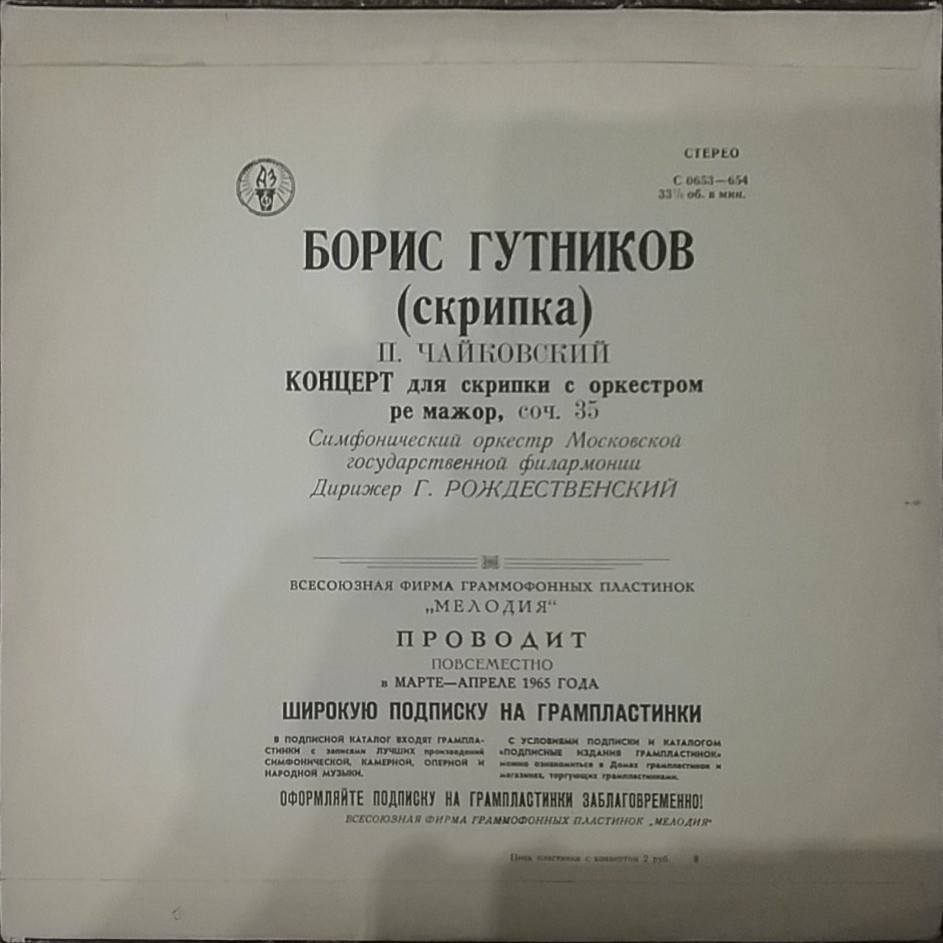 СТЕРЕО
С 0653—654
33⅓ об. в мин.
АЗ
Ф
БОРИС ГУТНИКОВ
(скрипка)
П. ЧАЙКОВСКИЙ
КОНЦЕРТ для скрипки с оркестром
ре мажор, соч. 35
Симфонический оркестр Московской
государственной филармонии
Дирижер Г. РОЖДЕСТВЕНСКИЙ
ВСЕСОЮЗНАЯ ФИРМА ГРАММОФОННЫХ ПЛАСТИНОК
„МЕЛОДИЯ“
ПРОВОДИТ
ПОВСЕМЕСТНО
в МАРТЕ—АПРЕЛЕ 1965 ГОДА
ШИРОКУЮ ПОДПИСКУ НА ГРАМПЛАСТИНКИ
В ПОДПИСНОЙ КАТАЛОГ ВХОДЯТ ГРАМПЛА-
СТИНКИ с записями ЛУЧШИХ произведений
СИМФОНИЧЕСКОЙ, КАМЕРНОЙ, ОПЕРНОЙ И
НАРОДНОЙ МУЗЫКИ.
С УСЛОВИЯМИ ПОДПИСКИ И КАТАЛОГОМ
«ПОДПИСНЫЕ ИЗДАНИЯ ГРАМПЛАСТИНОК»
можно ознакомиться в Домах грампластинок и
магазинах, торгующих грампластинками.
ОФОРМЛЯЙТЕ ПОДПИСКУ НА ГРАМПЛАСТИНКИ ЗАБЛАГОВРЕМЕННО!
ВСЕСОЮЗНАЯ ФИРМА ГРАММОФОННЫХ ПЛАСТИНОК „МЕЛОДИЯ“
Цена пластинки с конвертом 2 руб. 8